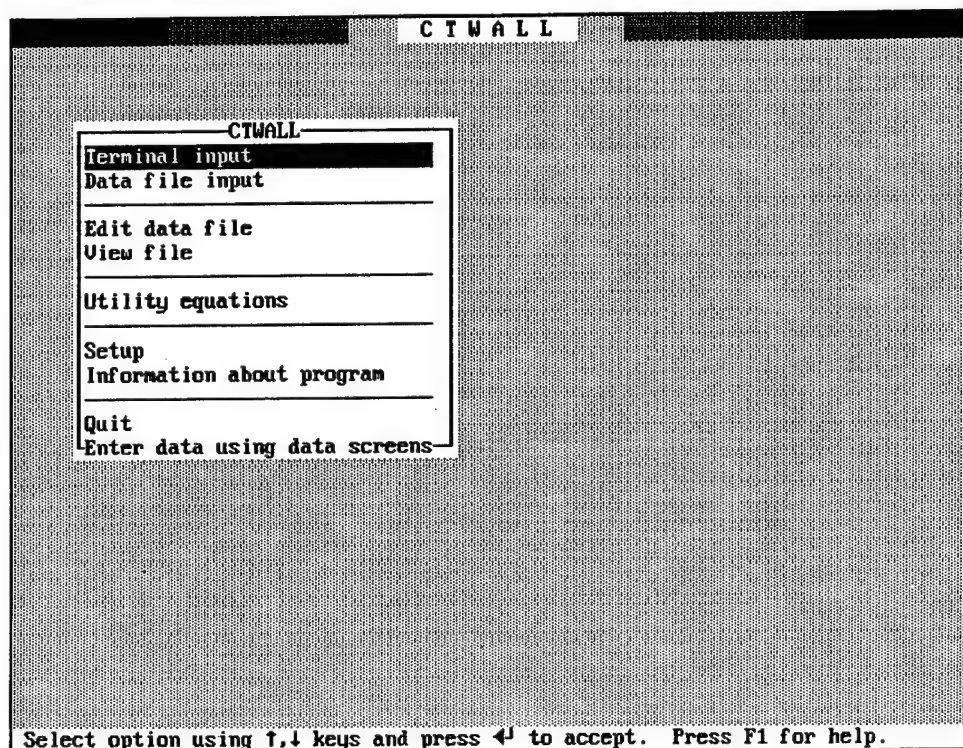 C T W A L L
CTWALL
Terminal input
Data file input
Edit data file
View file
Utility equations
Setup
Information about program
Quit
Enter data using data screens
Select option using ↑,↓ keys and press ↵ to accept. Press F1 for help.